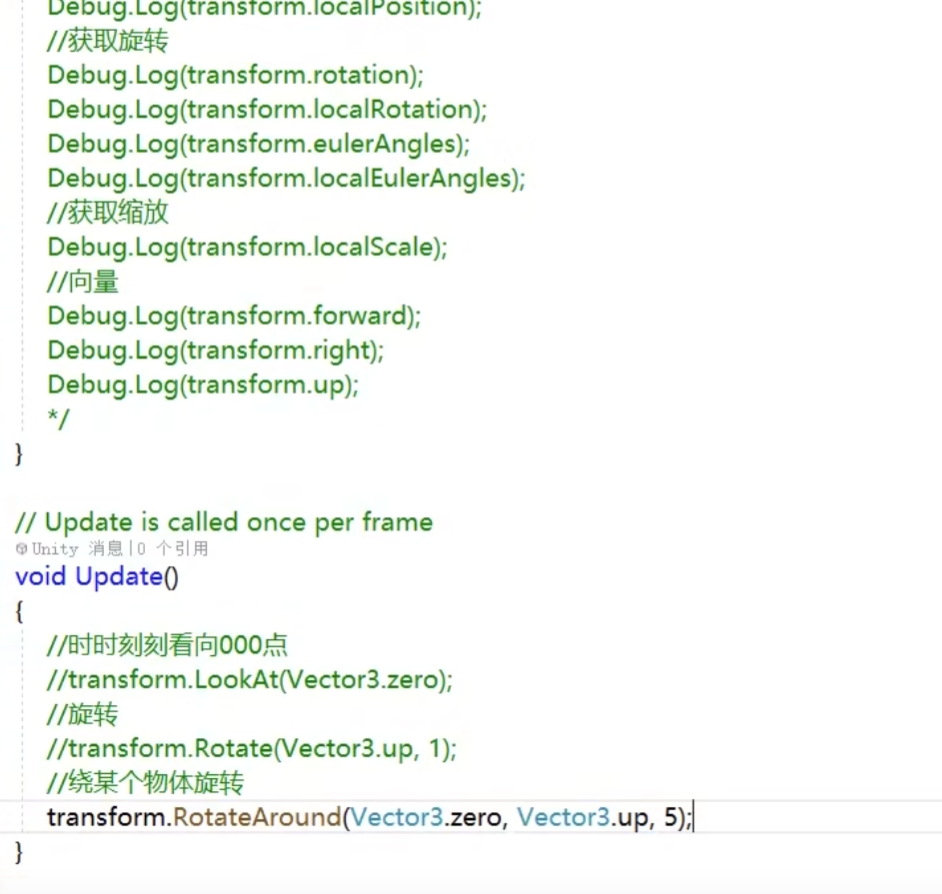 Debug.Log(transform.localPosition);
//获取旋转
Debug.Log(transform.rotation);
Debug.Log(transform.localRotation);
Debug.Log(transform.eulerAngles);
Debug.Log(transform.localEulerAngles);
//获取缩放
Debug.Log(transform.localScale);
//向量
Debug.Log(transform.forward);
Debug.Log(transform.right);
Debug.Log(transform.up);
*/
}
// Update is called once per frame
Unity 消息|0 个引用
void Update()
{
//时时刻刻看向000点
//transform.LookAt(Vector3.zero);
//旋转
//transform.Rotate(Vector3.up, 1);
//绕某个物体旋转
transform.RotateAround(Vector3.zero, Vector3.up, 5);
}